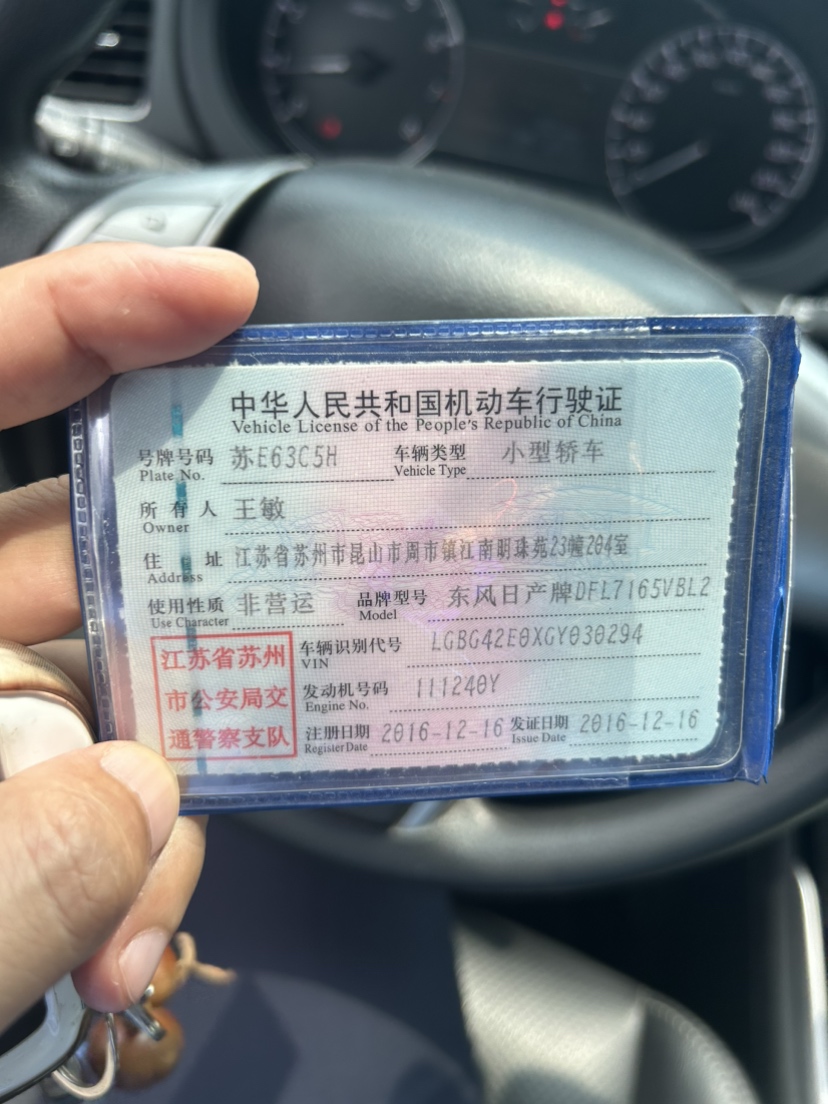 中华人民共和国机动车行驶证
Vehicle License of the People's Republic of China
号牌号码 苏E63C5H 车辆类型 小型轿车
Plate No. Vehicle Type
所有人 王敏
Owner
住址 江苏省苏州市昆山市周市镇江南明珠苑23幢204室
Address
使用性质 非营运 品牌型号 东风日产牌DFL7165VBL2
Use Character Model
江苏省苏州
市公安局交
通警察支队
车辆识别代号 LGBG42E0XGY030294
VIN
发动机号码 111240Y
Engine No.
注册日期 2016-12-16 发证日期 2016-12-16
Register Date Issue Date